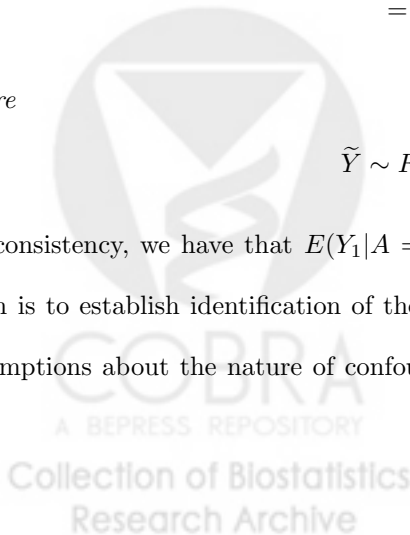 =
re
Ỹ ∼ F
consistency, we have that E(Y₁|A =
n is to establish identification of the
mptions about the nature of confou
COBRA
A BEPRESS REPOSITORY
Collection of Biostatistics
Research Archive